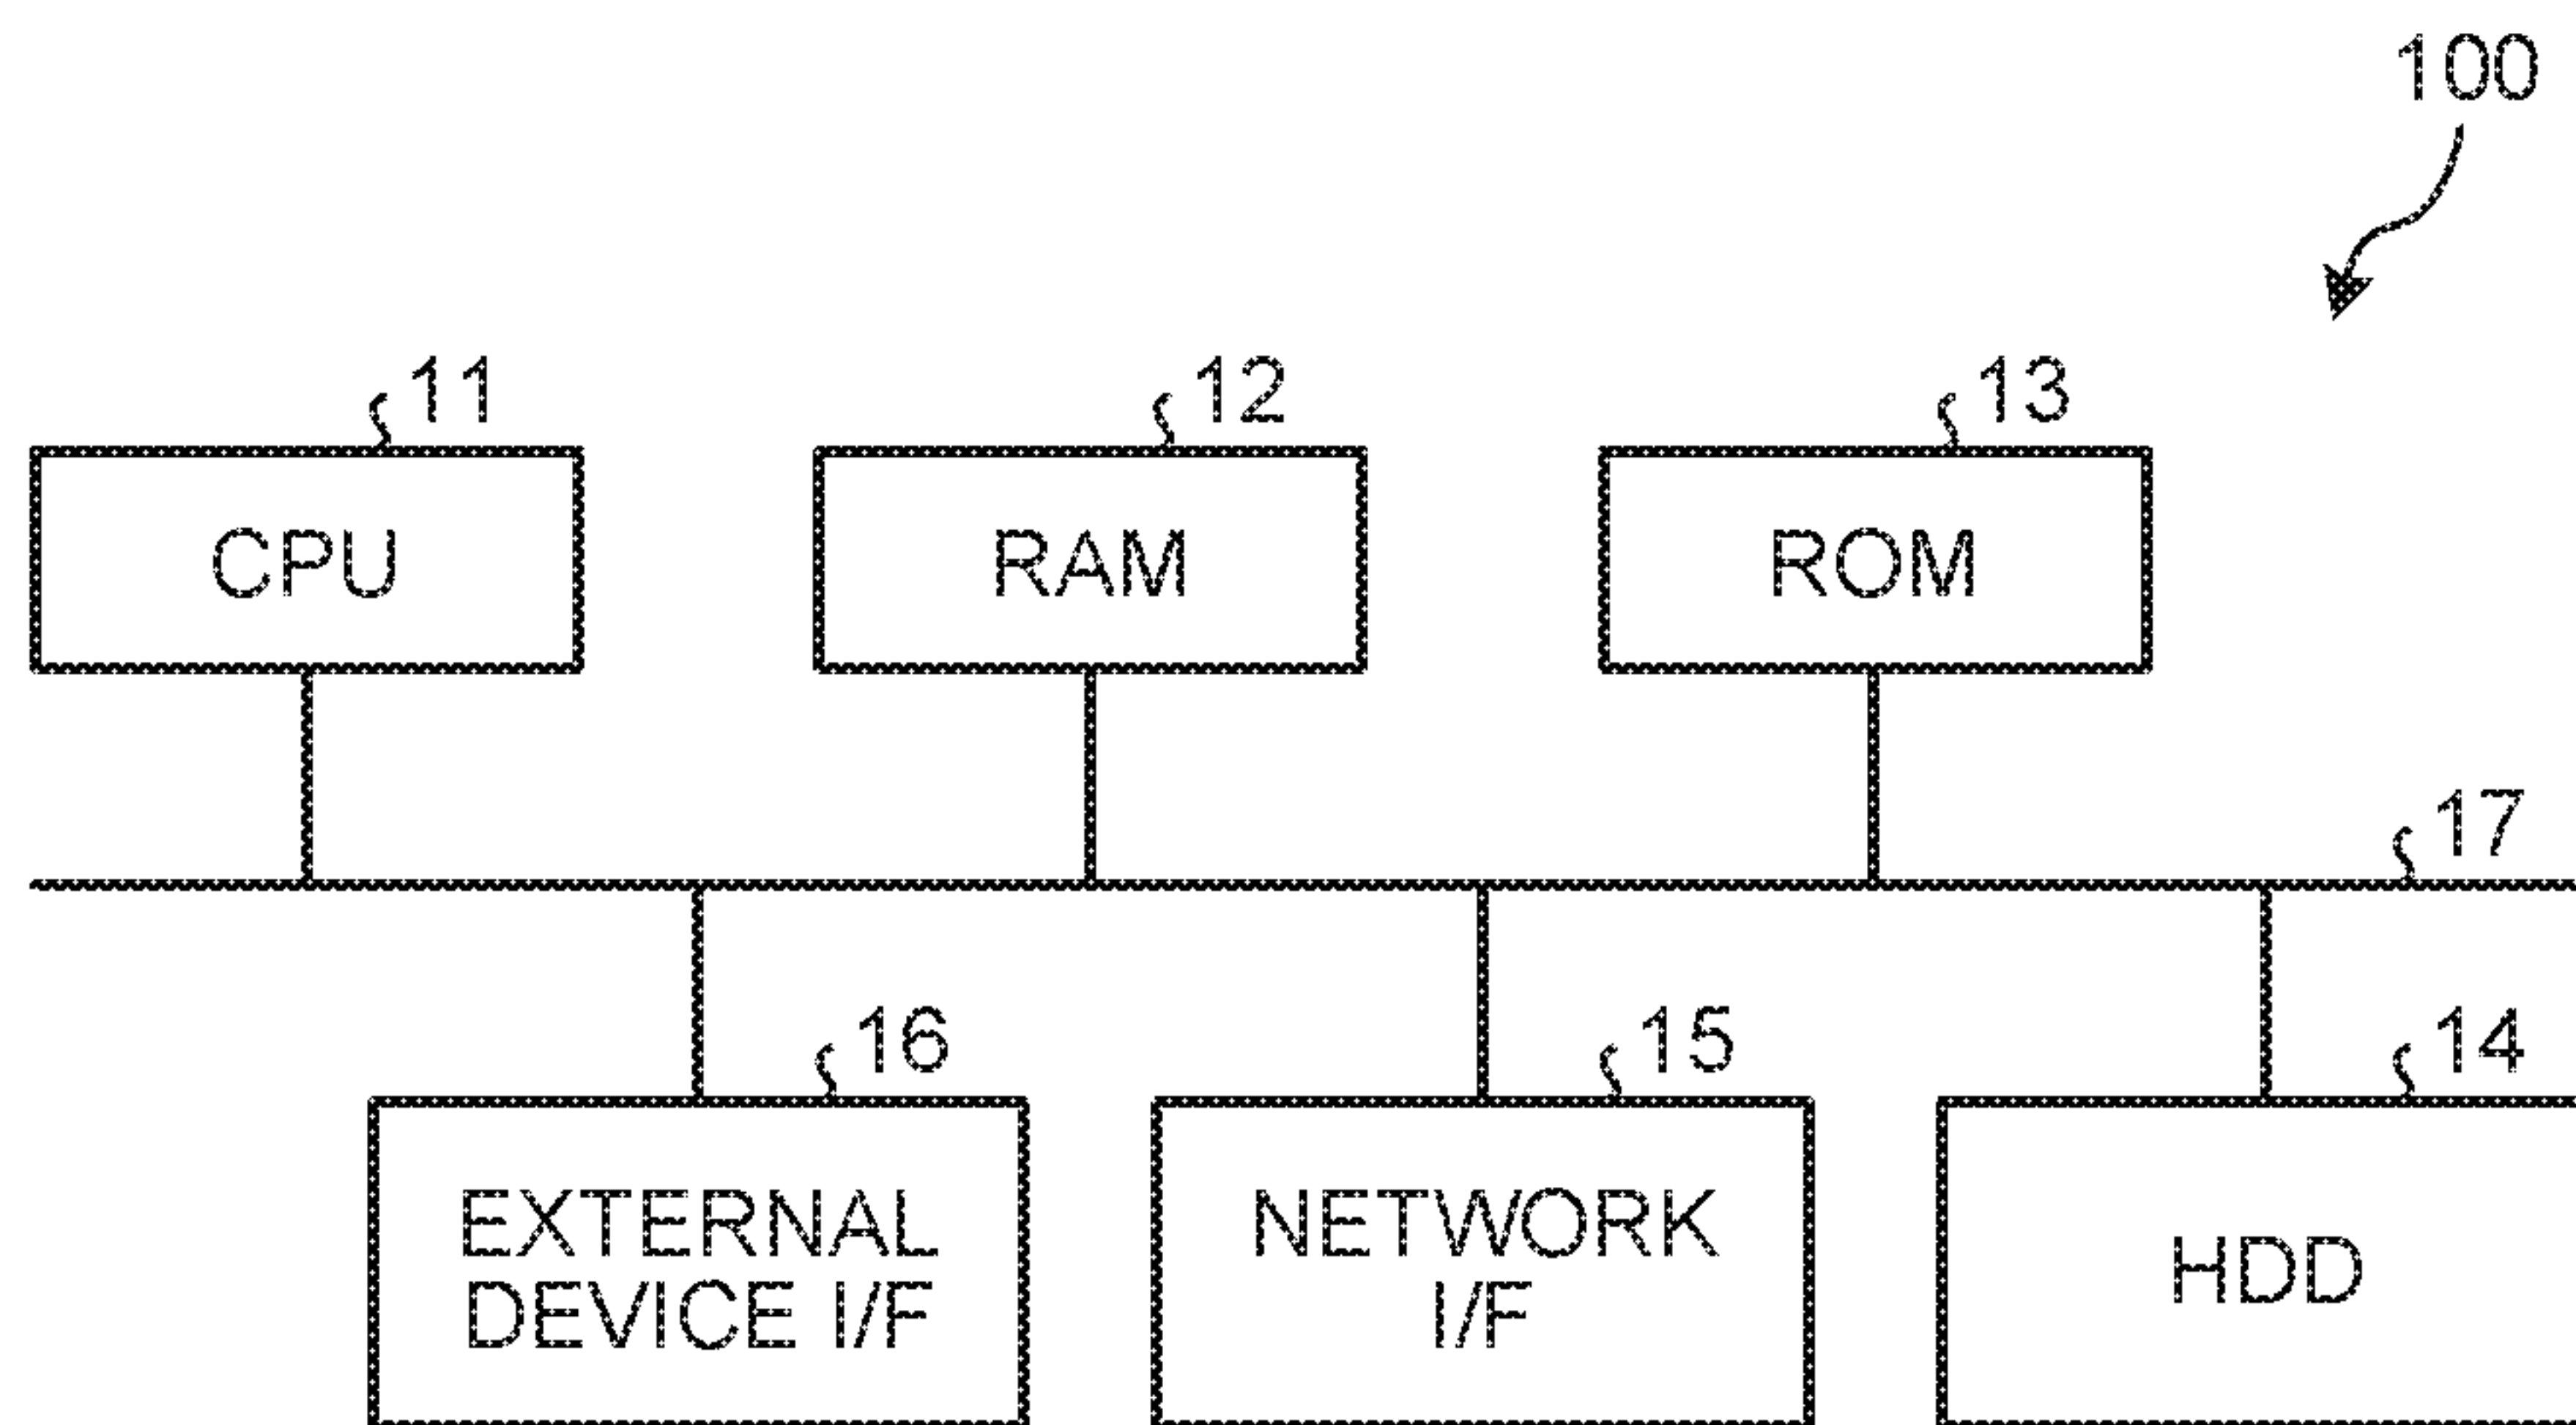 100
11
12
13
CPU
RAM
ROM
17
16
15
14
EXTERNAL
DEVICE I/F
NETWORK
I/F
HDD